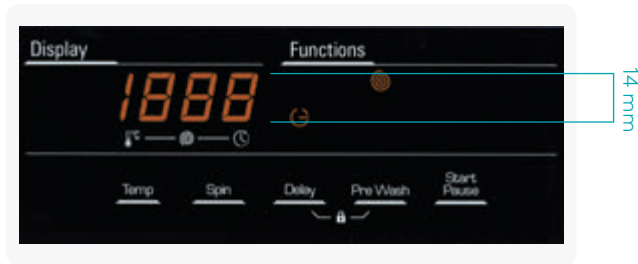 Display
Functions
1888
14 mm
°C
Temp
Spin
Delay
Pre Wash
Start
Pause